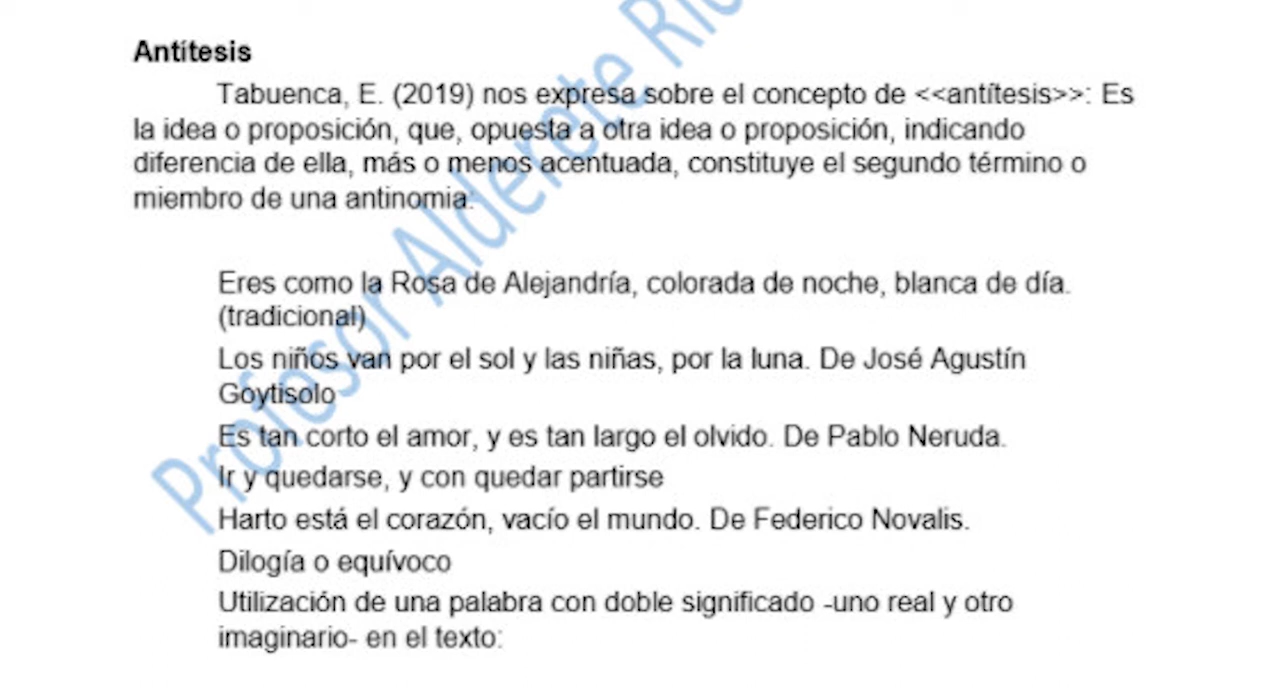 Antítesis
Tabuenca, E. (2019) nos expresa sobre el concepto de <<antítesis>>: Es
la idea o proposición, que, opuesta a otra idea o proposición, indicando
diferencia de ella, más o menos acentuada, constituye el segundo término o
miembro de una antinomia:
Eres como la Rosa de Alejandría, colorada de noche, blanca de día.
(tradicional)
Los niños van por el sol y las niñas, por la luna. De José Agustín
Goytisolo
Es tan corto el amor, y es tan largo el olvido. De Pablo Neruda.
Ir y quedarse, y con quedar partirse
Harto está el corazón, vacío el mundo. De Federico Novalis.
Dilogía o equívoco
Utilización de una palabra con doble significado -uno real y otro
imaginario- en el texto:
Profesor Alderete